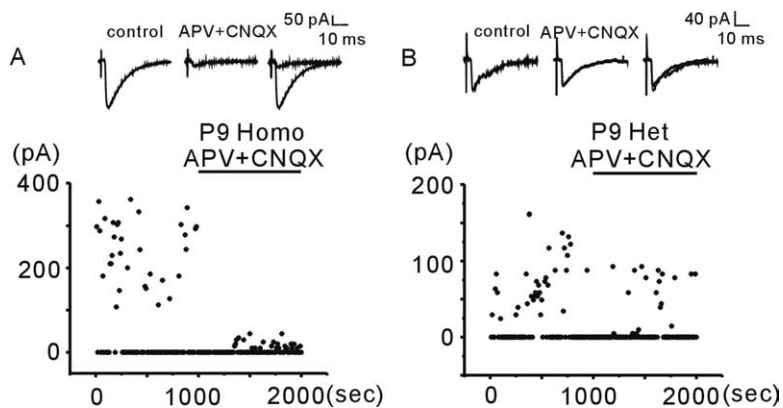 A
control
APV+CNQX
50 pA
10 ms
P9 Homo
APV+CNQX
(pA)
400
200
0
0
1000
2000(sec)
B
control
APV+CNQX
40 pA
10 ms
P9 Het
APV+CNQX
(pA)
200
100
0
0
1000
2000(sec)